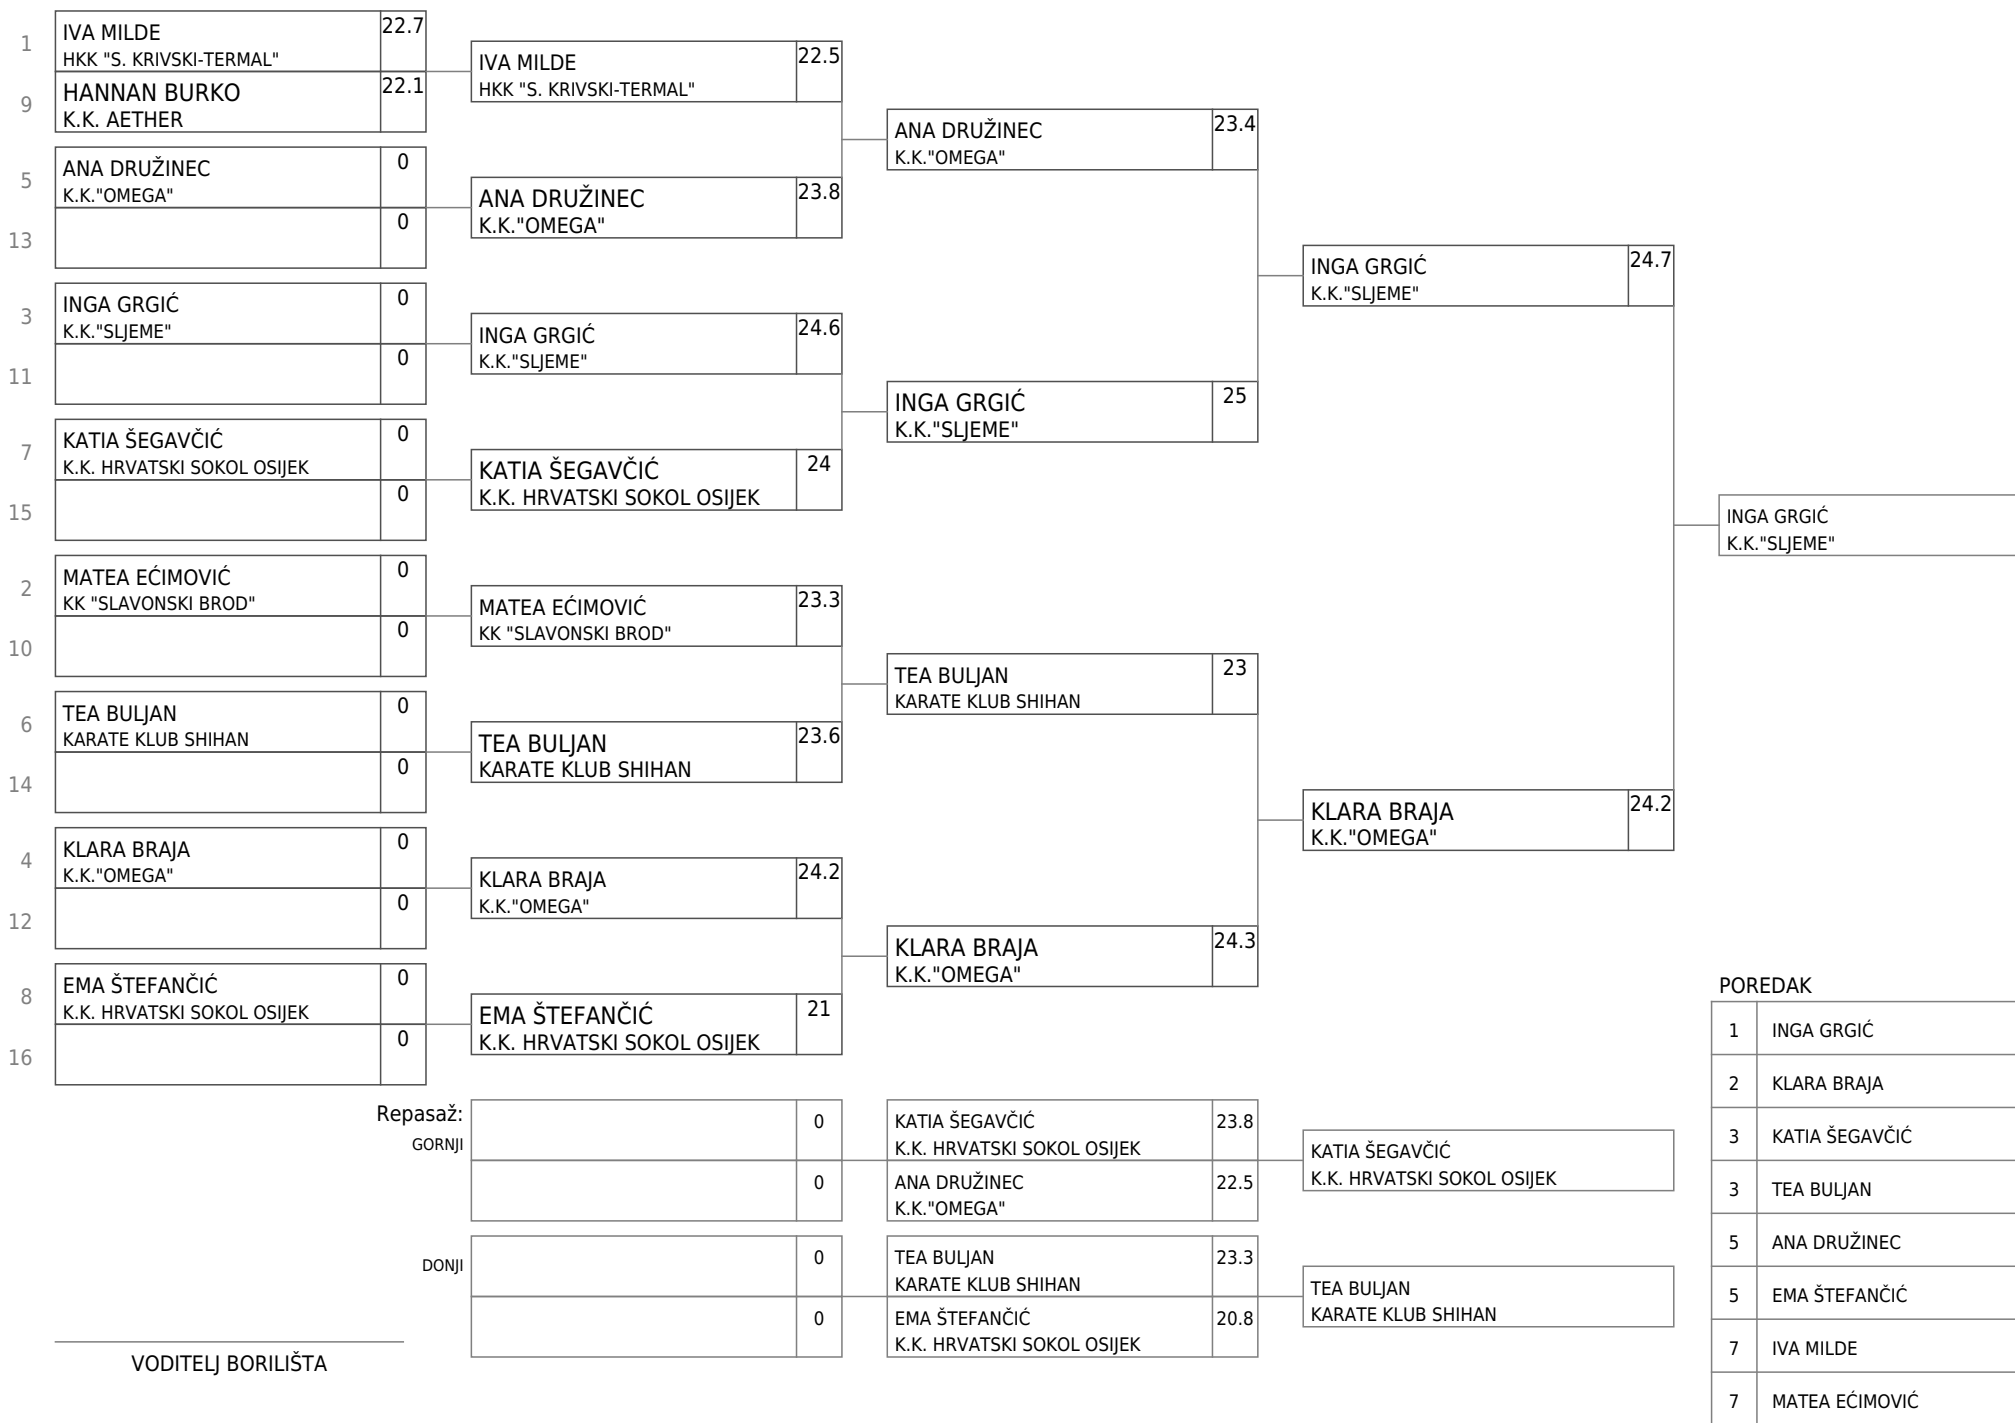 1
IVA MILDE
HKK "S. KRIVSKI-TERMAL"
22.7
9
HANNAN BURKO
K.K. AETHER
22.1
5
ANA DRUŽINEC
K.K."OMEGA"
0
13
0
3
INGA GRGIĆ
K.K."SLJEME"
0
11
0
7
KATIA ŠEGAVČIĆ
K.K. HRVATSKI SOKOL OSIJEK
0
15
0
2
MATEA EĆIMOVIĆ
KK "SLAVONSKI BROD"
0
10
0
6
TEA BULJAN
KARATE KLUB SHIHAN
0
14
0
4
KLARA BRAJA
K.K."OMEGA"
0
12
0
8
EMA ŠTEFANČIĆ
K.K. HRVATSKI SOKOL OSIJEK
0
16
0
IVA MILDE
HKK "S. KRIVSKI-TERMAL"
22.5
ANA DRUŽINEC
K.K."OMEGA"
23.8
INGA GRGIĆ
K.K."SLJEME"
24.6
KATIA ŠEGAVČIĆ
K.K. HRVATSKI SOKOL OSIJEK
24
MATEA EĆIMOVIĆ
KK "SLAVONSKI BROD"
23.3
TEA BULJAN
KARATE KLUB SHIHAN
23.6
KLARA BRAJA
K.K."OMEGA"
24.2
EMA ŠTEFANČIĆ
K.K. HRVATSKI SOKOL OSIJEK
21
ANA DRUŽINEC
K.K."OMEGA"
23.4
INGA GRGIĆ
K.K."SLJEME"
25
TEA BULJAN
KARATE KLUB SHIHAN
23
KLARA BRAJA
K.K."OMEGA"
24.3
INGA GRGIĆ
K.K."SLJEME"
24.7
KLARA BRAJA
K.K."OMEGA"
24.2
INGA GRGIĆ
K.K."SLJEME"
Repasaž:
GORNJI
0
0
KATIA ŠEGAVČIĆ
K.K. HRVATSKI SOKOL OSIJEK
23.8
ANA DRUŽINEC
K.K."OMEGA"
22.5
KATIA ŠEGAVČIĆ
K.K. HRVATSKI SOKOL OSIJEK
DONJI
0
0
TEA BULJAN
KARATE KLUB SHIHAN
23.3
EMA ŠTEFANČIĆ
K.K. HRVATSKI SOKOL OSIJEK
20.8
TEA BULJAN
KARATE KLUB SHIHAN
VODITELJ BORILIŠTA
POREDAK
1 INGA GRGIĆ
2 KLARA BRAJA
3 KATIA ŠEGAVČIĆ
3 TEA BULJAN
5 ANA DRUŽINEC
5 EMA ŠTEFANČIĆ
7 IVA MILDE
7 MATEA EĆIMOVIĆ